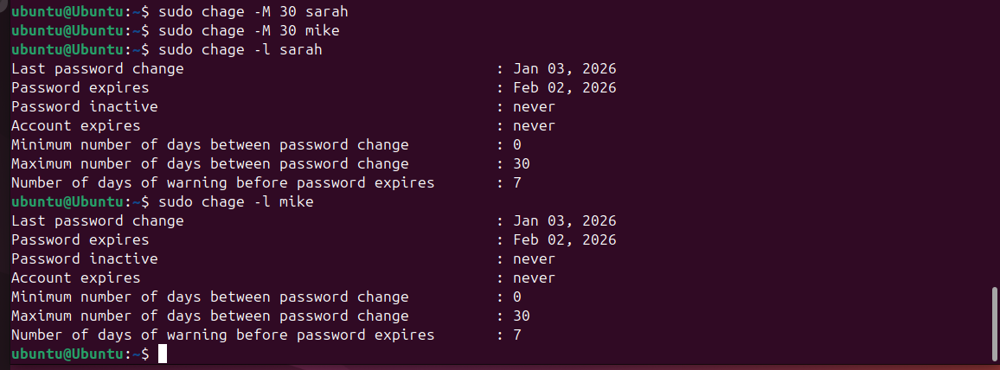 ubuntu@Ubuntu:~$ sudo chage -M 30 sarah
ubuntu@Ubuntu:~$ sudo chage -M 30 mike
ubuntu@Ubuntu:~$ sudo chage -l sarah
Last password change : Jan 03, 2026
Password expires : Feb 02, 2026
Password inactive : never
Account expires : never
Minimum number of days between password change : 0
Maximum number of days between password change : 30
Number of days of warning before password expires : 7
ubuntu@Ubuntu:~$ sudo chage -l mike
Last password change : Jan 03, 2026
Password expires : Feb 02, 2026
Password inactive : never
Account expires : never
Minimum number of days between password change : 0
Maximum number of days between password change : 30
Number of days of warning before password expires : 7
ubuntu@Ubuntu:~$